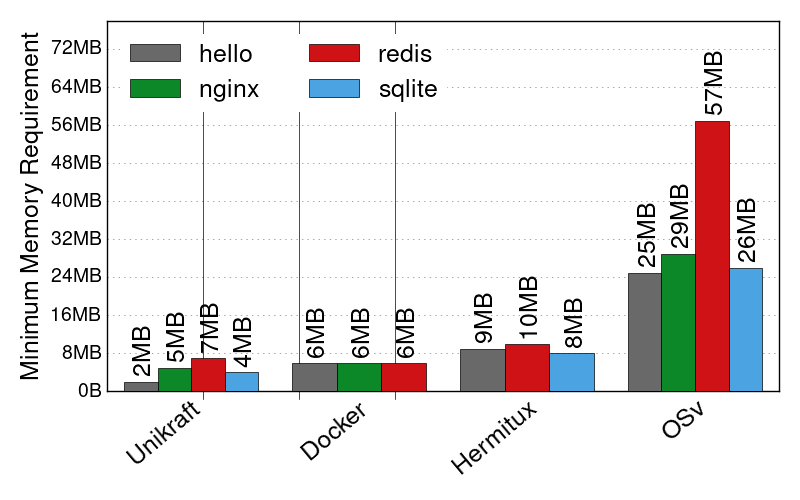 Minimum Memory Requirement
72MB
64MB
56MB
48MB
40MB
32MB
24MB
16MB
8MB
0B
hello
nginx
redis
sqlite
2MB
5MB
7MB
4MB
6MB
6MB
6MB
9MB
10MB
8MB
25MB
29MB
57MB
26MB
Unikraft
Docker
Hermitux
OSv